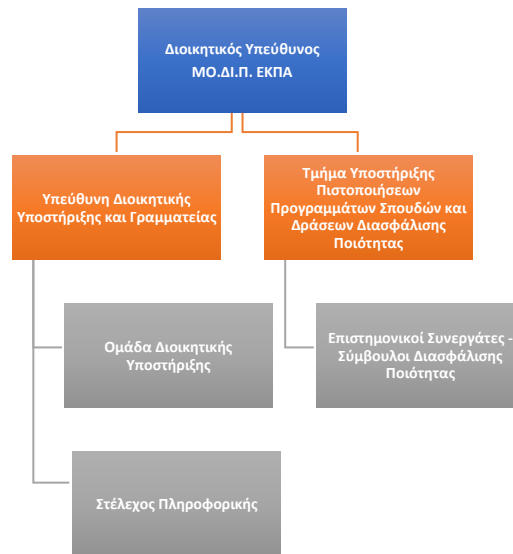 Διοικητικός Υπεύθυνος
ΜΟ.ΔΙ.Π. ΕΚΠΑ
Υπεύθυνη Διοικητικής
Υποστήριξης και Γραμματείας
Τμήμα Υποστήριξης
Πιστοποιήσεων
Προγραμμάτων Σπουδών και
Δράσεων Διασφάλισης
Ποιότητας
Ομάδα Διοικητικής
Υποστήριξης
Επιστημονικοί Συνεργάτες -
Σύμβουλοι Διασφάλισης
Ποιότητας
Στέλεχος Πληροφορικής